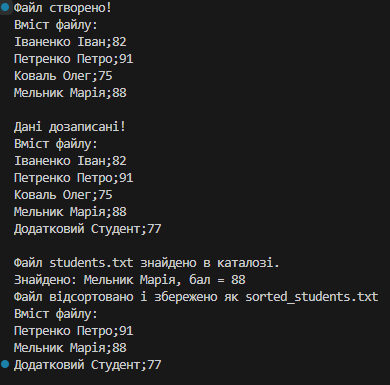 Файл створено!
Вміст файлу:
Іваненко Іван;82
Петренко Петро;91
Коваль Олег;75
Мельник Марія;88
Дані дозаписані!
Вміст файлу:
Іваненко Іван;82
Петренко Петро;91
Коваль Олег;75
Мельник Марія;88
Додатковий Студент;77
Файл students.txt знайдено в каталозі.
Знайдено: Мельник Марія, бал = 88
Файл відсортовано і збережено як sorted_students.txt
Вміст файлу:
Петренко Петро;91
Мельник Марія;88
Додатковий Студент;77